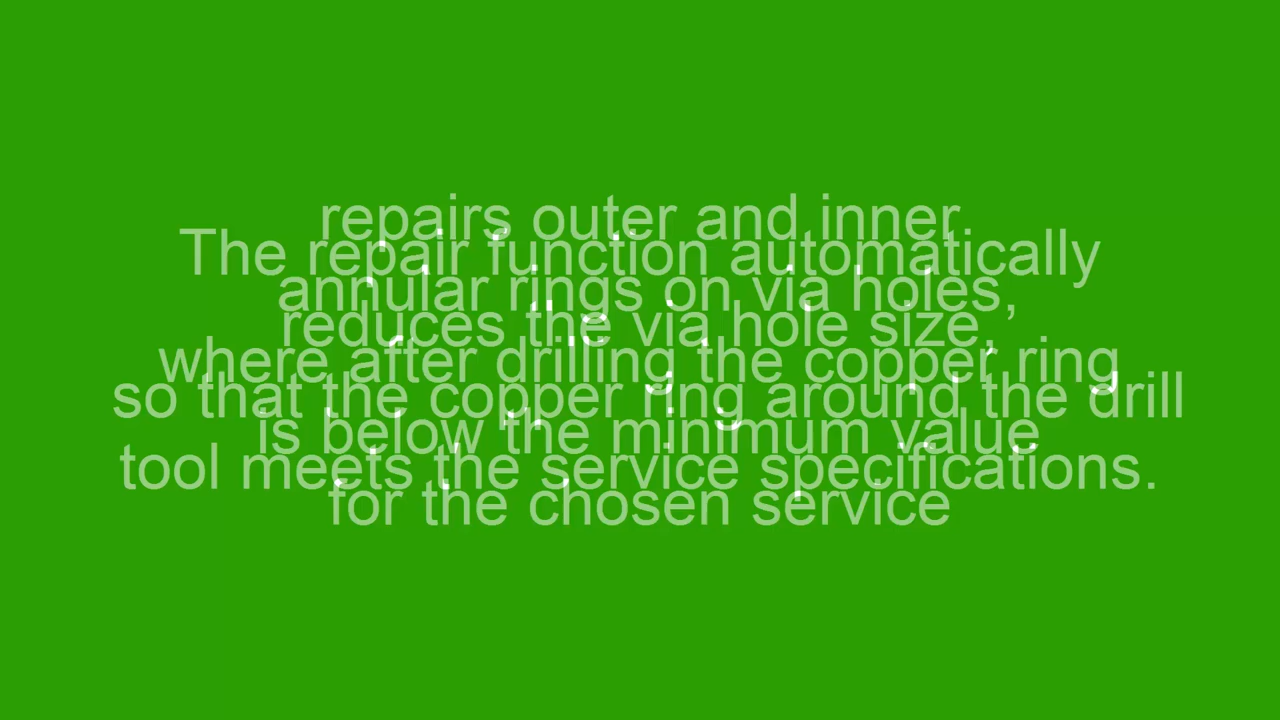 repairs outer and inner
The repair function automatically
annular rings on via holes,
reduces the via hole size,
where after drilling the copper ring
so that the copper ring around the drill
is below the minimum value
tool meets the service specifications.
for the chosen service